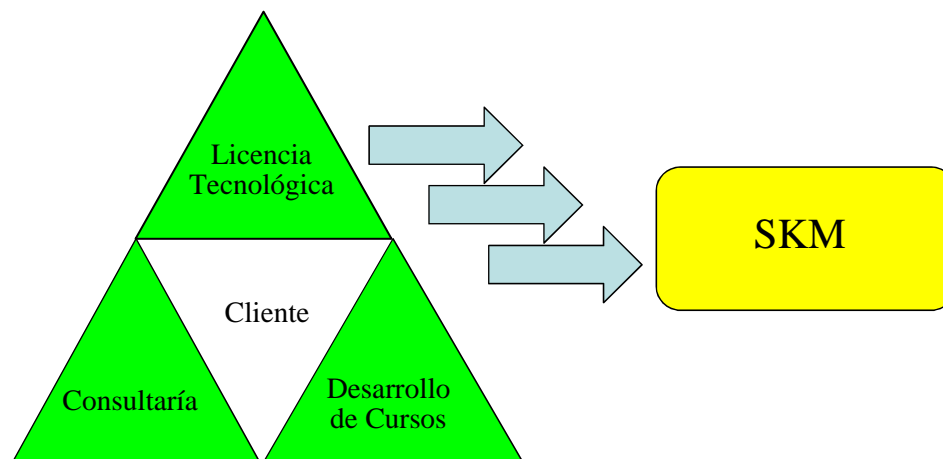 Licencia
Tecnológica
SKM
Cliente
Consultaría
Desarrollo
de Cursos